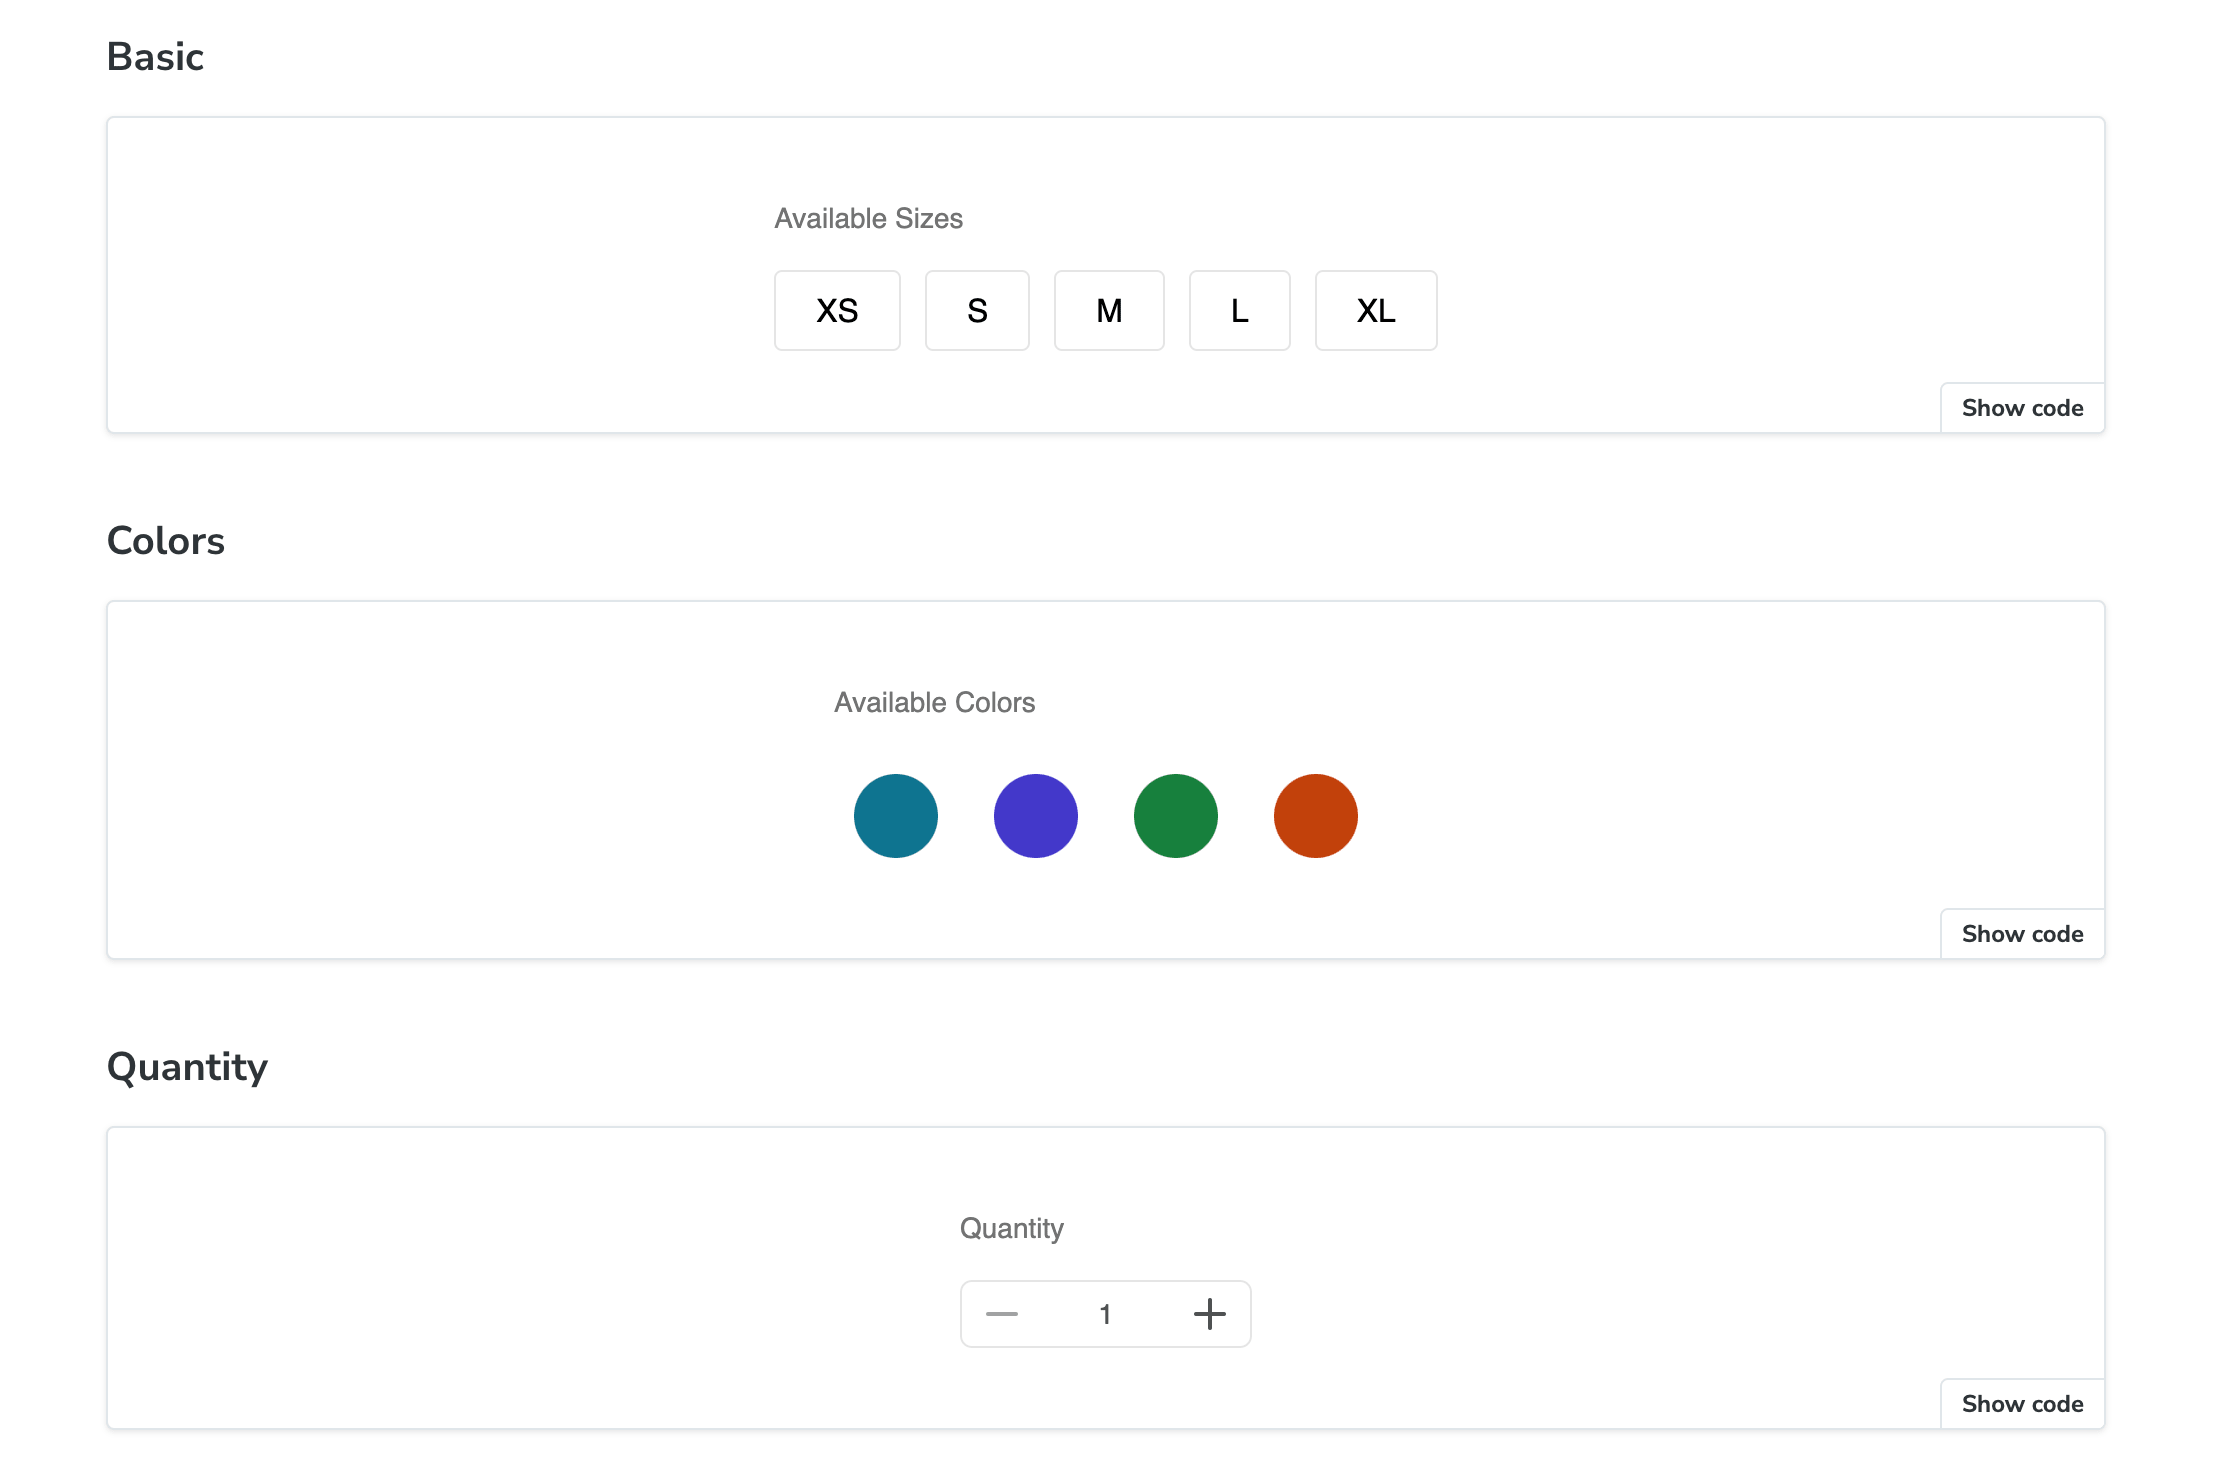 Basic
Available Sizes
XS S M L XL
Show code
Colors
Available Colors
Show code
Quantity
Quantity
1
Show code